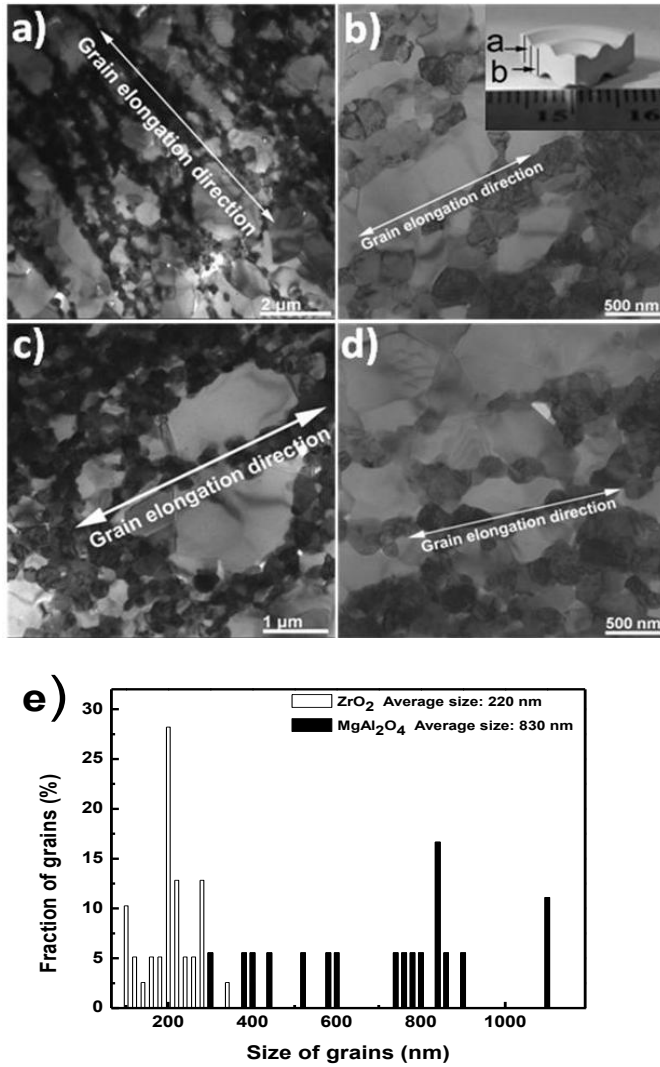 a)
Grain elongation direction
2 μm
b)
a
b
15
16
Grain elongation direction
500 nm
c)
Grain elongation direction
1 μm
d)
Grain elongation direction
500 nm
e)
ZrO₂ Average size: 220 nm
MgAl₂O₄ Average size: 830 nm
30
25
20
15
10
5
0
Fraction of grains (%)
200
400
600
800
1000
Size of grains (nm)